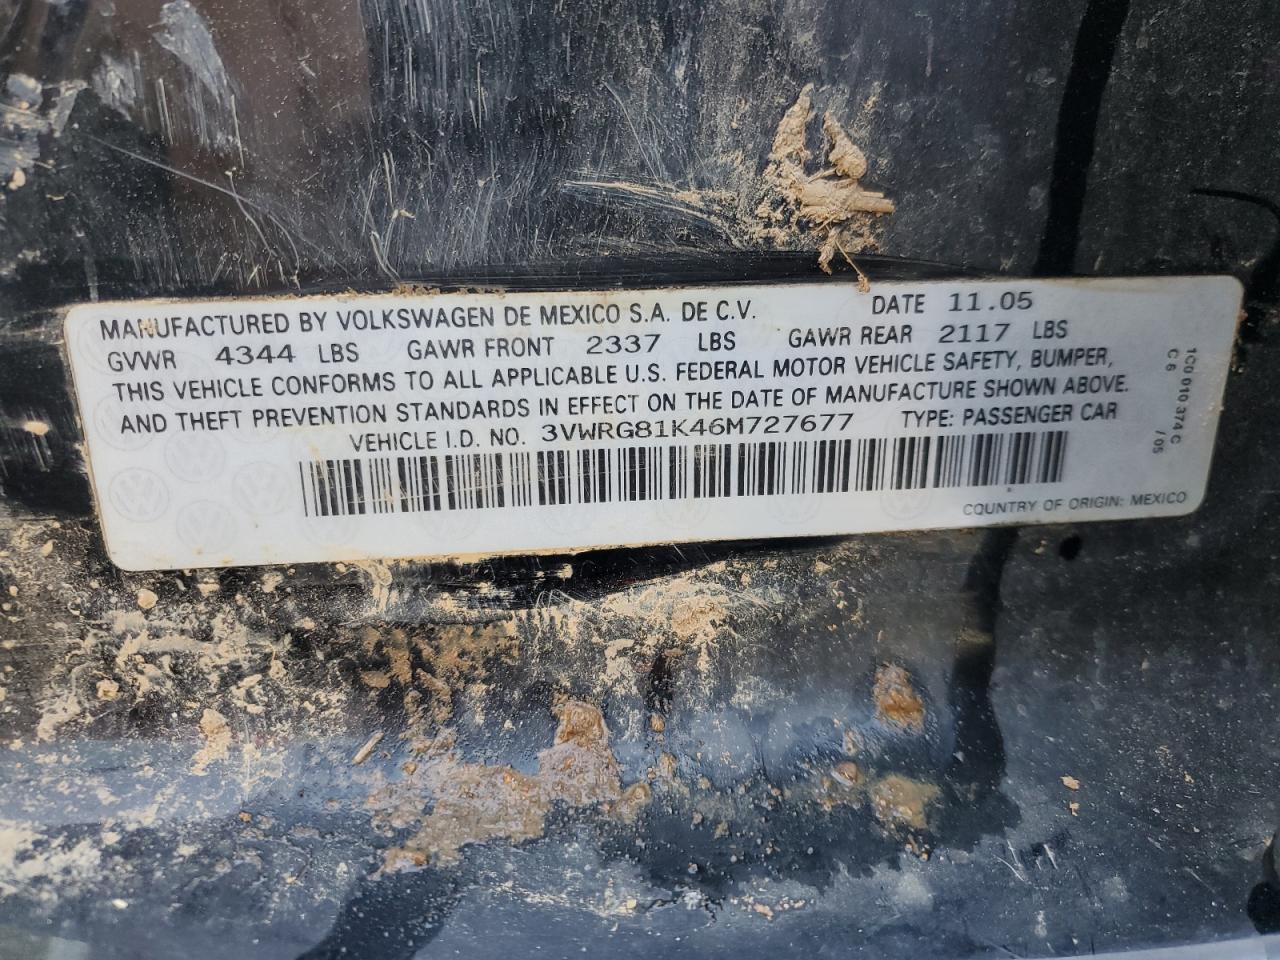 MANUFACTURED BY VOLKSWAGEN DE MEXICO S.A. DE C.V. DATE 11.05
GVWR 4344 LBS GAWR FRONT 2337 LBS GAWR REAR 2117 LBS
THIS VEHICLE CONFORMS TO ALL APPLICABLE U.S. FEDERAL MOTOR VEHICLE SAFETY, BUMPER,
AND THEFT PREVENTION STANDARDS IN EFFECT ON THE DATE OF MANUFACTURE SHOWN ABOVE.
VEHICLE I.D. NO. 3VWRG81K46M727677 TYPE: PASSENGER CAR
COUNTRY OF ORIGIN: MEXICO
1C0 010 374 C
C6 /05